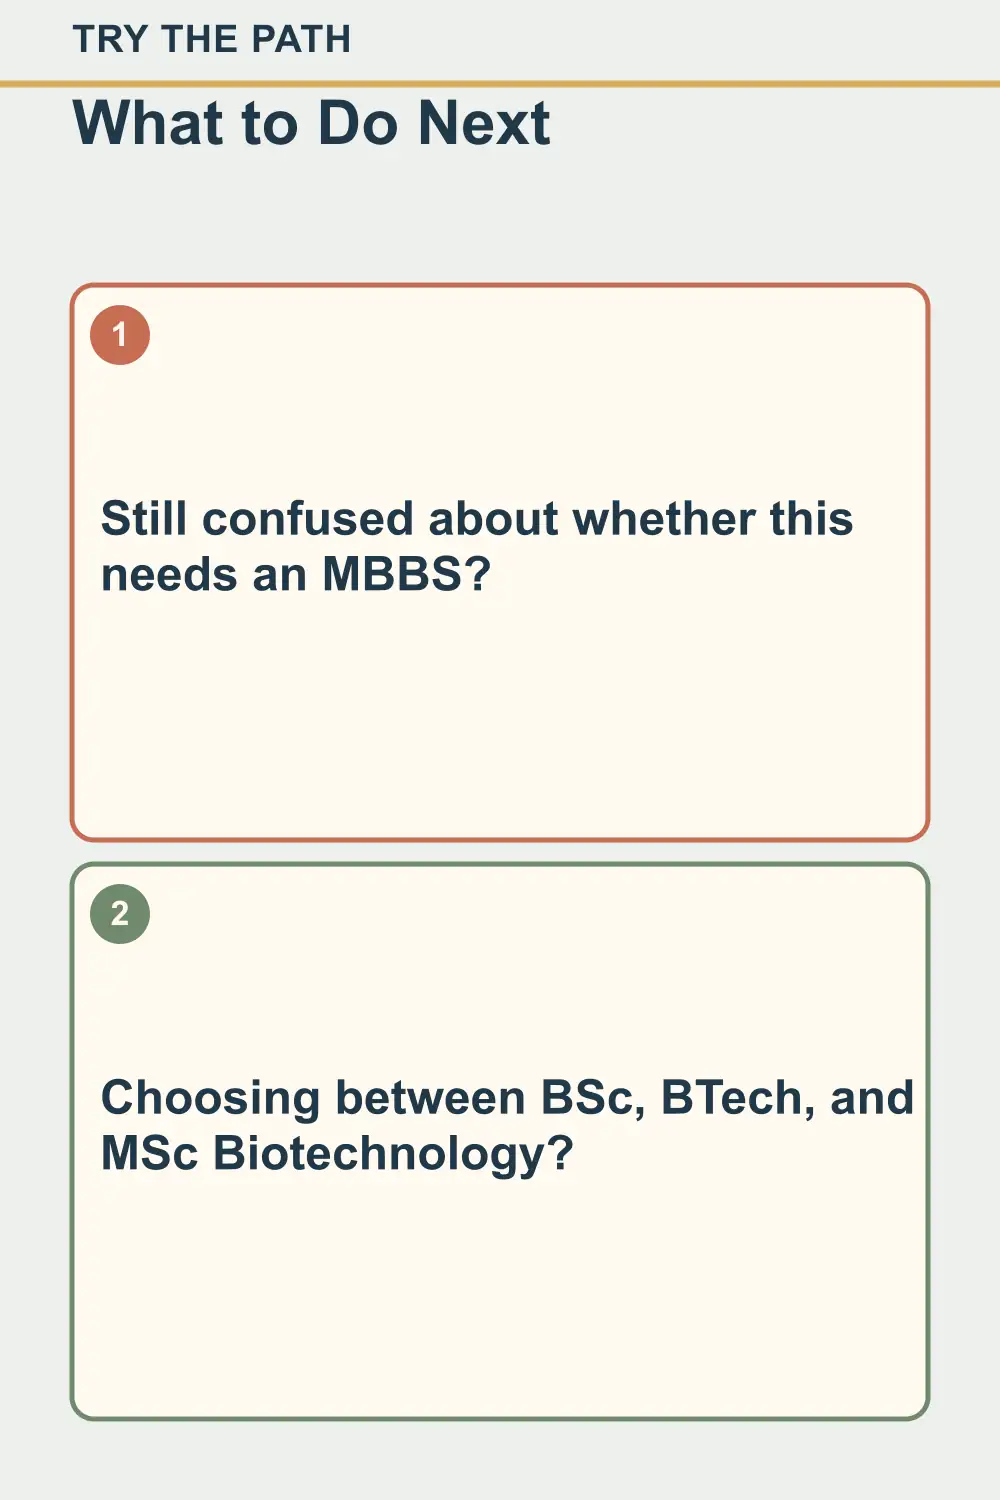 TRY THE PATH
What to Do Next
1
Still confused about whether this
needs an MBBS?
2
Choosing between BSc, BTech, and
MSc Biotechnology?